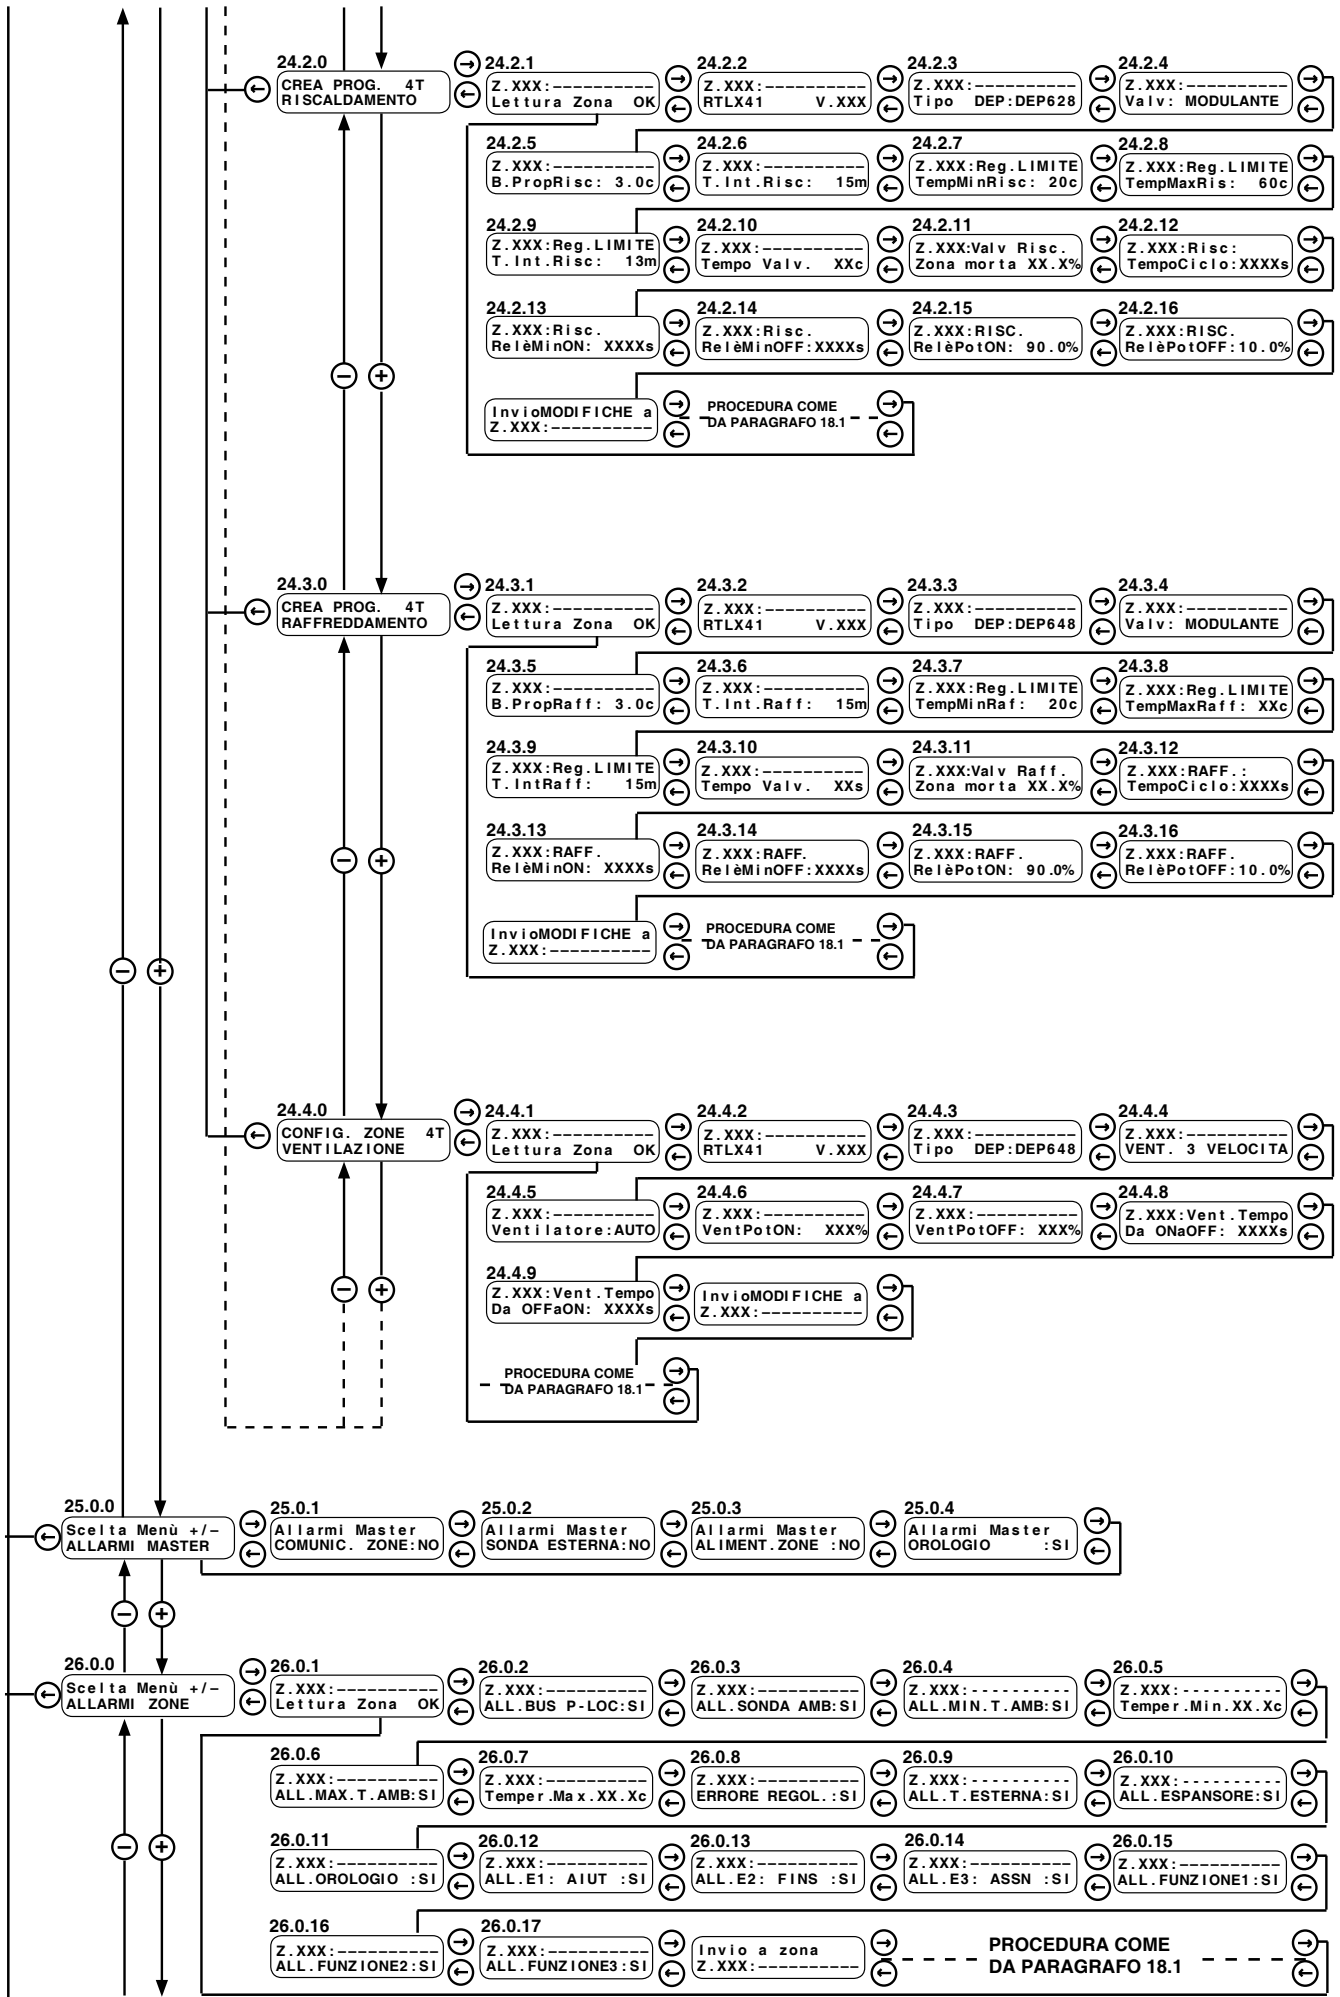 24.2.0
CREA PROG. 4T
RISCALDAMENTO
24.2.1
Z.XXX:----------
Lettura Zona OK
24.2.2
Z.XXX:----------
RTLX41 V.XXX
24.2.3
Z.XXX:----------
Tipo DEP:DEP628
24.2.4
Z.XXX:----------
Valv: MODULANTE
24.2.5
Z.XXX:----------
B.PropRisc: 3.0c
24.2.6
Z.XXX:----------
T.Int.Risc: 15m
24.2.7
Z.XXX:Reg.LIMITE
TempMinRisc: 20c
24.2.8
Z.XXX:Reg.LIMITE
TempMaxRis: 60c
24.2.9
Z.XXX:Reg.LIMITE
T.Int.Risc: 13m
24.2.10
Z.XXX:----------
Tempo Valv. XXc
24.2.11
Z.XXX:Valv Risc.
Zona morta XX.X%
24.2.12
Z.XXX:Risc:
TempoCiclo:XXXXs
24.2.13
Z.XXX:Risc.
RelèMinON: XXXXs
24.2.14
Z.XXX:Risc.
RelèMinOFF:XXXXs
24.2.15
Z.XXX:RISC.
RelèPotON: 90.0%
24.2.16
Z.XXX:RISC.
RelèPotOFF:10.0%
InvioMODIFICHE a
Z.XXX:----------
PROCEDURA COME
DA PARAGRAFO 18.1
24.3.0
CREA PROG. 4T
RAFFREDDAMENTO
24.3.1
Z.XXX:----------
Lettura Zona OK
24.3.2
Z.XXX:----------
RTLX41 V.XXX
24.3.3
Z.XXX:----------
Tipo DEP:DEP648
24.3.4
Z.XXX:----------
Valv: MODULANTE
24.3.5
Z.XXX:----------
B.PropRaff: 3.0c
24.3.6
Z.XXX:----------
T.Int.Raff: 15m
24.3.7
Z.XXX:Reg.LIMITE
TempMinRaf: 20c
24.3.8
Z.XXX:Reg.LIMITE
TempMaxRaff: XXc
24.3.9
Z.XXX:Reg.LIMITE
T.IntRaff: 15m
24.3.10
Z.XXX:----------
Tempo Valv. XXs
24.3.11
Z.XXX:Valv Raff.
Zona morta XX.X%
24.3.12
Z.XXX:RAFF.:
TempoCiclo:XXXXs
24.3.13
Z.XXX:RAFF.
RelèMinON: XXXXs
24.3.14
Z.XXX:RAFF.
RelèMinOFF:XXXXs
24.3.15
Z.XXX:RAFF.
RelèPotON: 90.0%
24.3.16
Z.XXX:RAFF.
RelèPotOFF:10.0%
InvioMODIFICHE a
Z.XXX:----------
PROCEDURA COME
DA PARAGRAFO 18.1
24.4.0
CONFIG. ZONE 4T
VENTILAZIONE
24.4.1
Z.XXX:----------
Lettura Zona OK
24.4.2
Z.XXX:----------
RTLX41 V.XXX
24.4.3
Z.XXX:----------
Tipo DEP:DEP648
24.4.4
Z.XXX:----------
VENT. 3 VELOCITA
24.4.5
Z.XXX:----------
Ventilatore:AUTO
24.4.6
Z.XXX:----------
VentPotON: XXX%
24.4.7
Z.XXX:----------
VentPotOFF: XXX%
24.4.8
Z.XXX:Vent.Tempo
Da ONaOFF: XXXXs
24.4.9
Z.XXX:Vent.Tempo
Da OFFaON: XXXXs
InvioMODIFICHE a
Z.XXX:----------
PROCEDURA COME
DA PARAGRAFO 18.1
25.0.0
Scelta Menù +/–
ALLARMI MASTER
25.0.1
Allarmi Master
COMUNIC. ZONE:NO
25.0.2
Allarmi Master
SONDA ESTERNA:NO
25.0.3
Allarmi Master
ALIMENT.ZONE :NO
25.0.4
Allarmi Master
OROLOGIO :SI
26.0.0
Scelta Menù +/–
ALLARMI ZONE
26.0.1
Z.XXX:----------
Lettura Zona OK
26.0.2
Z.XXX:----------
ALL.BUS P-LOC:SI
26.0.3
Z.XXX:----------
ALL.SONDA AMB:SI
26.0.4
Z.XXX:----------
ALL.MIN.T.AMB:SI
26.0.5
Z.XXX:----------
Temper.Min.XX.Xc
26.0.6
Z.XXX:----------
ALL.MAX.T.AMB:SI
26.0.7
Z.XXX:----------
Temper.Max.XX.Xc
26.0.8
Z.XXX:----------
ERRORE REGOL.:SI
26.0.9
Z.XXX:----------
ALL.T.ESTERNA:SI
26.0.10
Z.XXX:----------
ALL.ESPANSORE:SI
26.0.11
Z.XXX:----------
ALL.OROLOGIO :SI
26.0.12
Z.XXX:----------
ALL.E1: AIUT :SI
26.0.13
Z.XXX:----------
ALL.E2: FINS :SI
26.0.14
Z.XXX:----------
ALL.E3: ASSN :SI
26.0.15
Z.XXX:----------
ALL.FUNZIONE1:SI
26.0.16
Z.XXX:----------
ALL.FUNZIONE2:SI
26.0.17
Z.XXX:----------
ALL.FUNZIONE3:SI
Invio a zona
Z.XXX:----------
PROCEDURA COME
DA PARAGRAFO 18.1